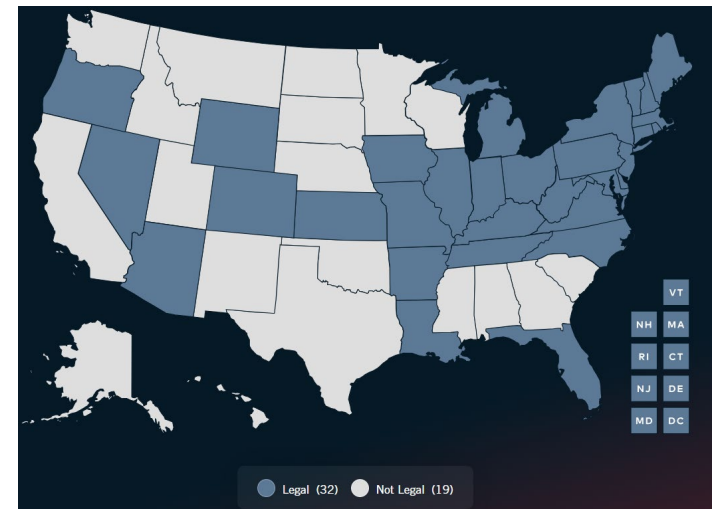 VT
NH MA
RI CT
NJ DE
MD DC
Legal (32) Not Legal (19)